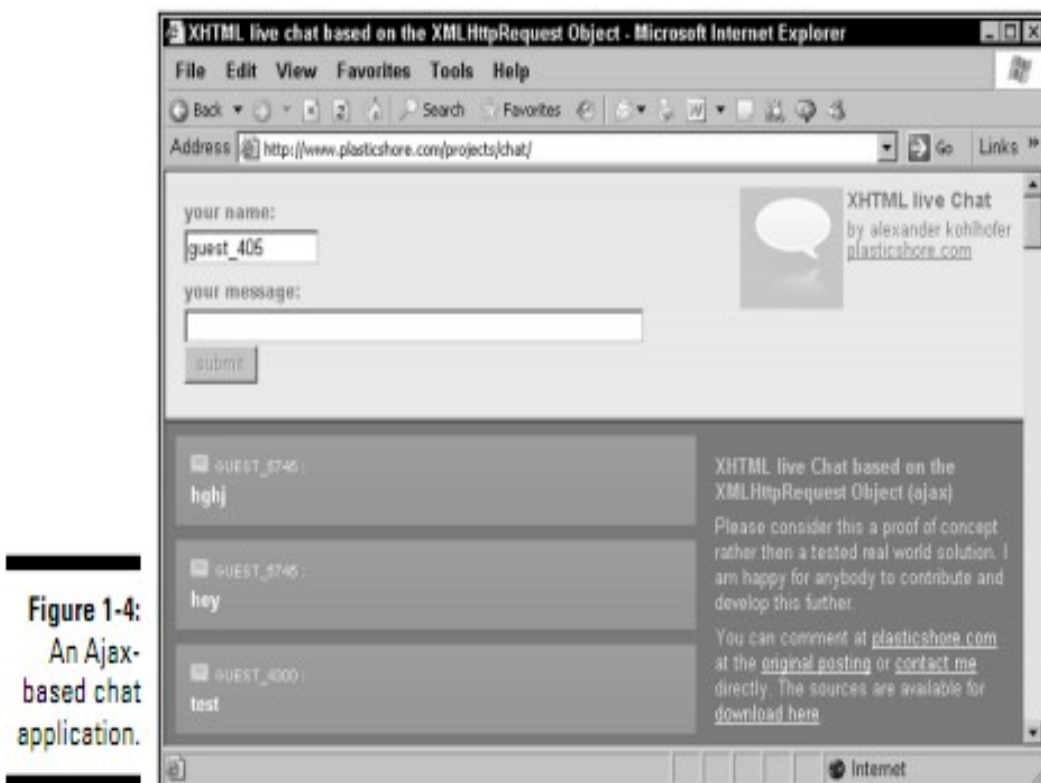 XHTML live chat based on the XMLHttpRequest Object - Microsoft Internet Explorer
File Edit View Favorites Tools Help
Back Search Favorites
Address http://www.plasticshore.com/projects/chat/ Go Links »
your name:
guest_405
your message:
submit
XHTML live Chat
by alexander kohlhofer
plasticshore.com
GUEST_5745 :
hghj
GUEST_5745 :
hey
GUEST_4300 :
test
XHTML live Chat based on the
XMLHttpRequest Object (ajax)
Please consider this a proof of concept
rather then a tested real world solution. I
am happy for anybody to contribute and
develop this further.
You can comment at plasticshore.com
at the original posting or contact me
directly. The sources are available for
download here
Internet
Figure 1-4:
An Ajax-
based chat
application.